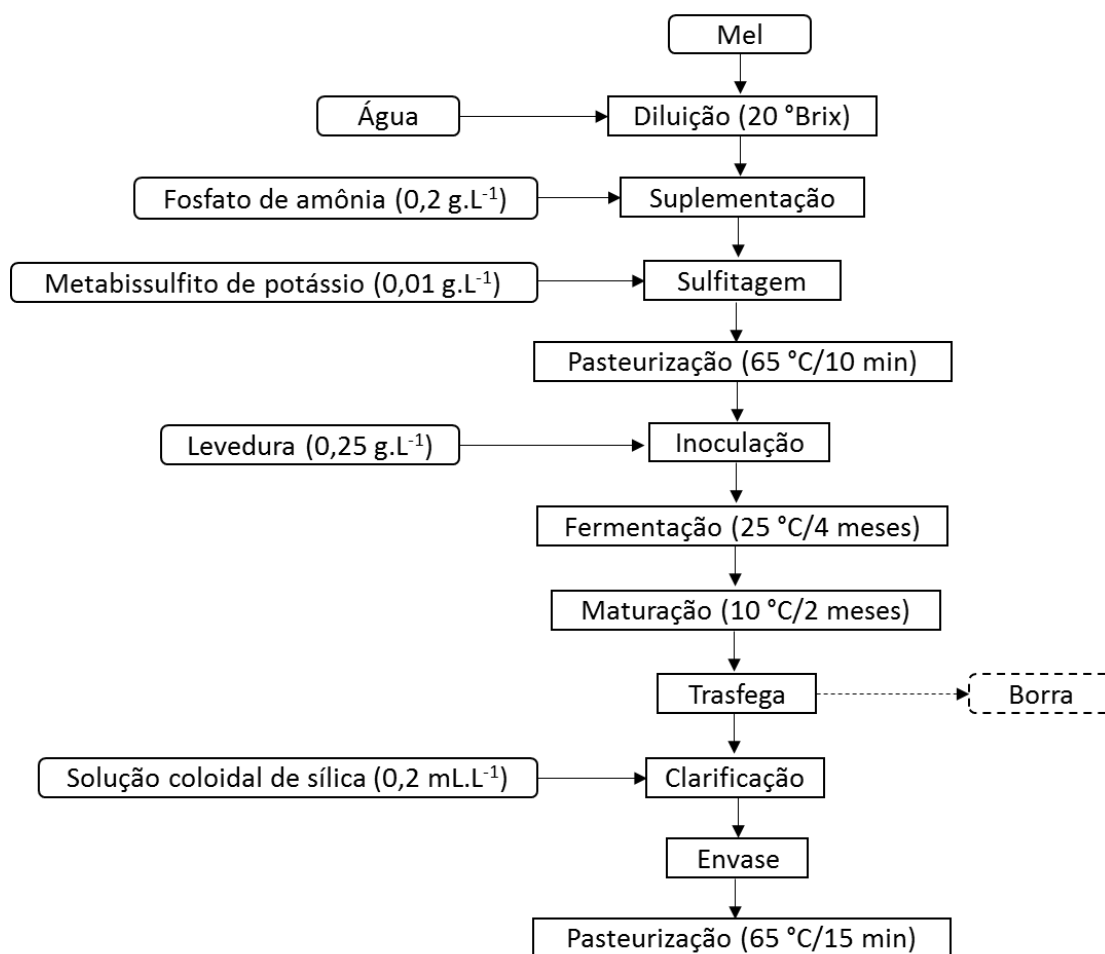 Mel
Água
Diluição (20 °Brix)
Fosfato de amônia (0,2 g.L⁻¹)
Suplementação
Metabissulfito de potássio (0,01 g.L⁻¹)
Sulfitagem
Pasteurização (65 °C/10 min)
Levedura (0,25 g.L⁻¹)
Inoculação
Fermentação (25 °C/4 meses)
Maturação (10 °C/2 meses)
Trasfega
Borra
Solução coloidal de sílica (0,2 mL.L⁻¹)
Clarificação
Envase
Pasteurização (65 °C/15 min)